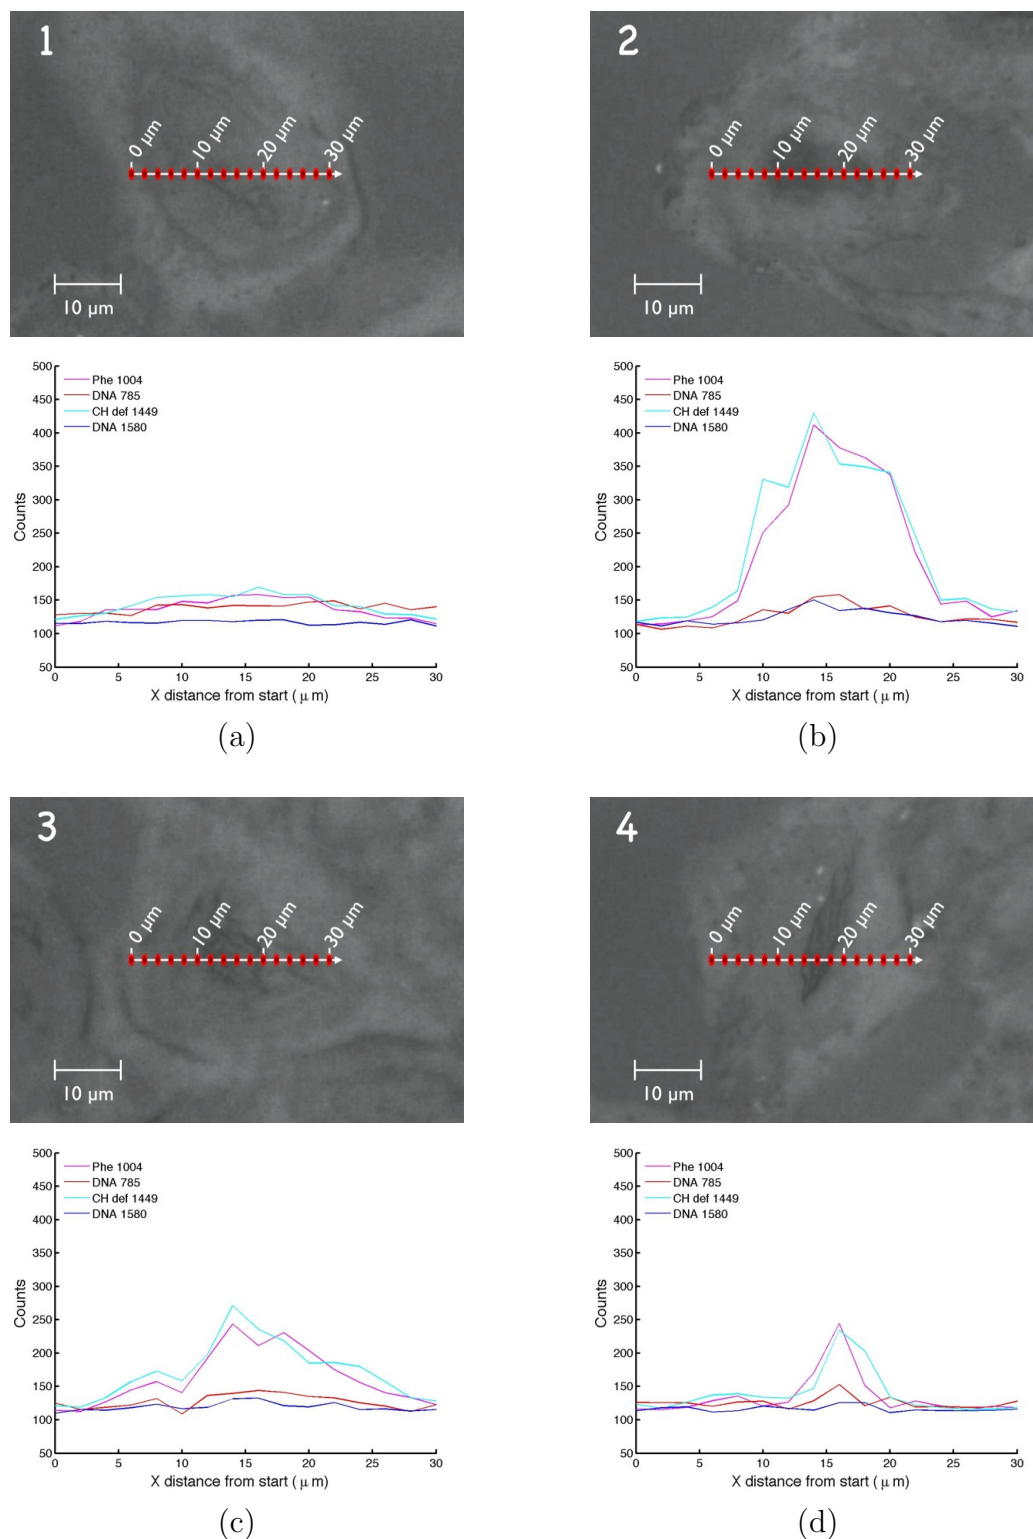 1
0 µm
10 µm
20 µm
30 µm
10 µm
500
450
400
350
300
250
200
150
100
50
Counts
Phe 1004
DNA 785
CH def 1449
DNA 1580
0 5 10 15 20 25 30
X distance from start ( µ m)
(a)
2
0 µm
10 µm
20 µm
30 µm
10 µm
500
450
400
350
300
250
200
150
100
50
Counts
Phe 1004
DNA 785
CH def 1449
DNA 1580
0 5 10 15 20 25 30
X distance from start ( µ m)
(b)
3
0 µm
10 µm
20 µm
30 µm
10 µm
500
450
400
350
300
250
200
150
100
50
Counts
Phe 1004
DNA 785
CH def 1449
DNA 1580
0 5 10 15 20 25 30
X distance from start ( µ m)
(c)
4
0 µm
10 µm
20 µm
30 µm
10 µm
500
450
400
350
300
250
200
150
100
50
Counts
Phe 1004
DNA 785
CH def 1449
DNA 1580
0 5 10 15 20 25 30
X distance from start ( µ m)
(d)